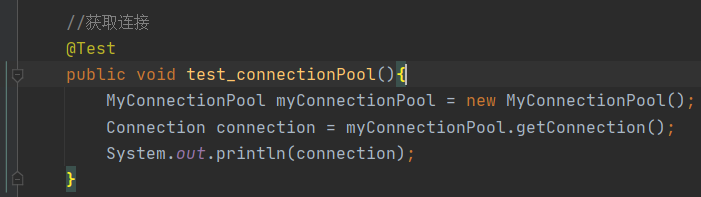 //获取连接
@Test
public void test_connectionPool(){
MyConnectionPool myConnectionPool = new MyConnectionPool();
Connection connection = myConnectionPool.getConnection();
System.out.println(connection);
}